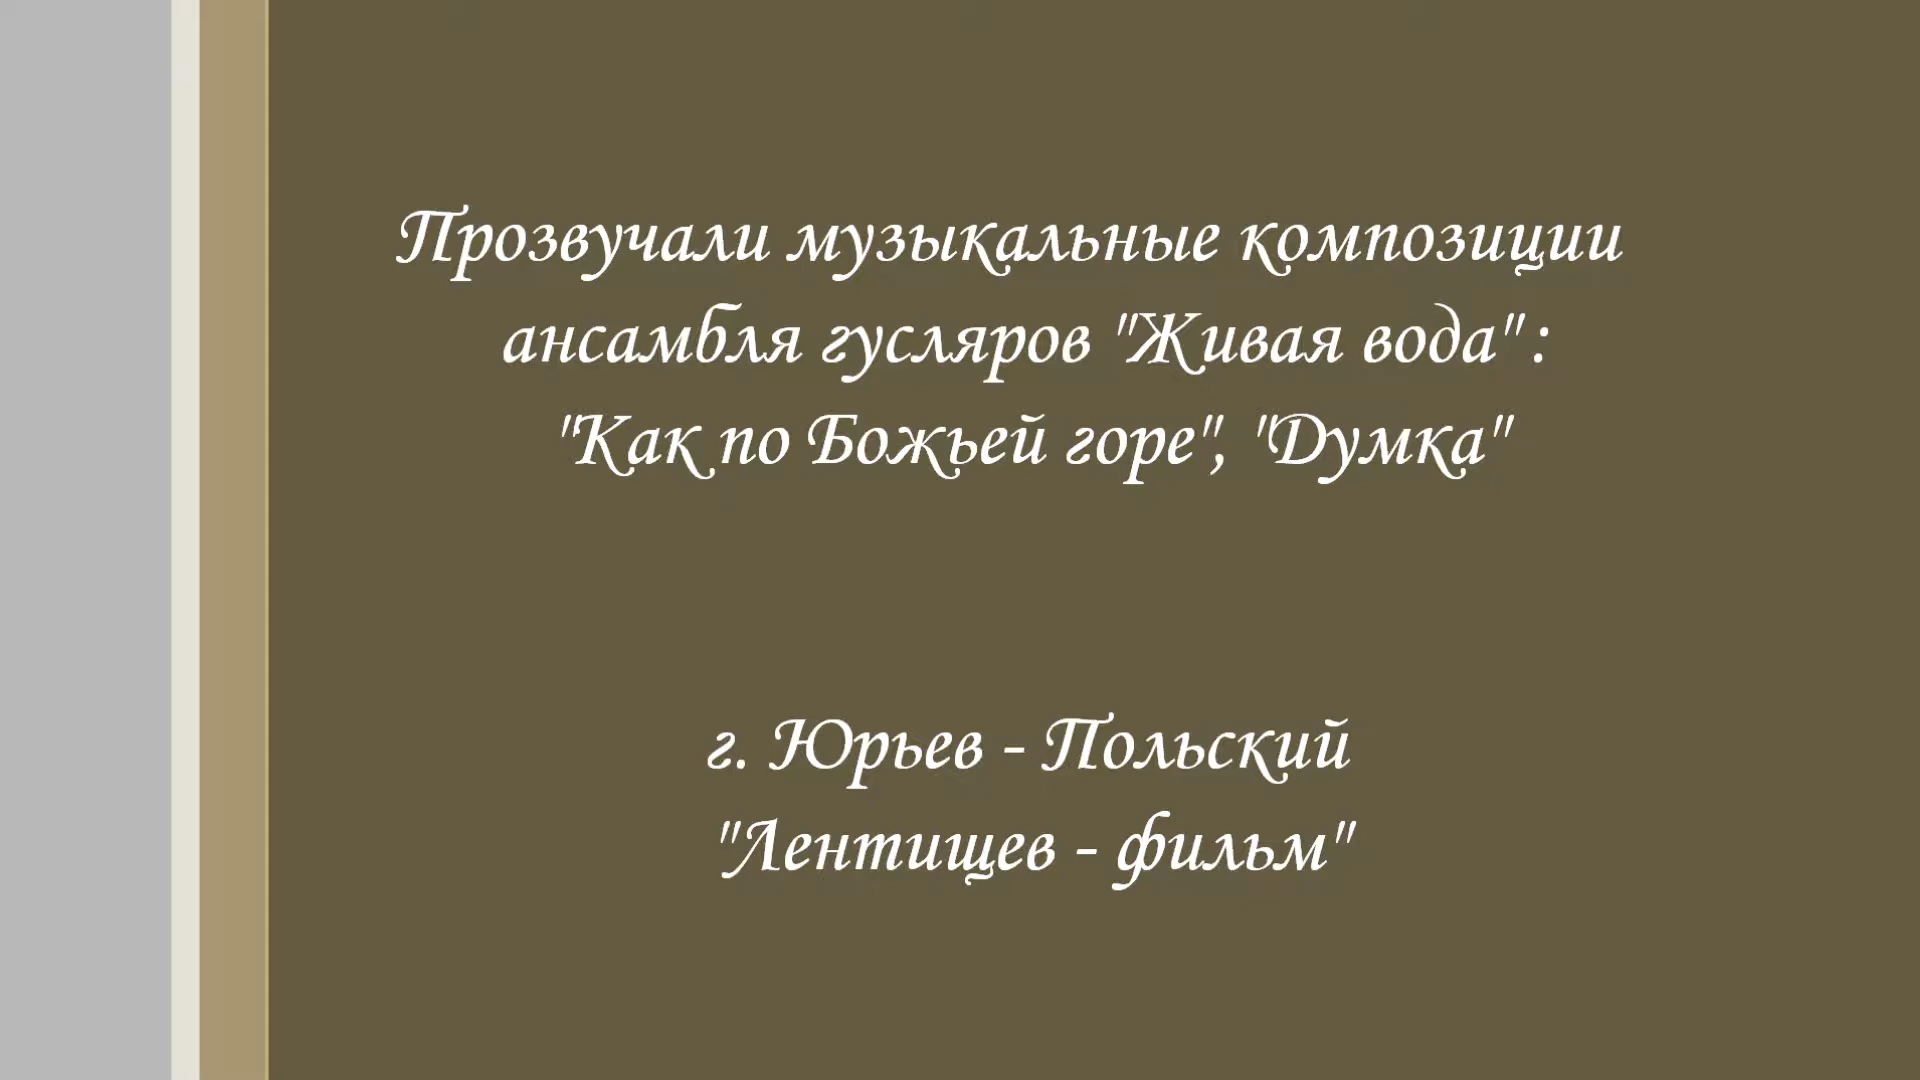 Прозвучали музыкальные композиции
ансамбля гусляров "Живая вода" :
"Как по Божьей горе", "Думка"
г. Юрьев - Польский
"Лентищев - фильм"